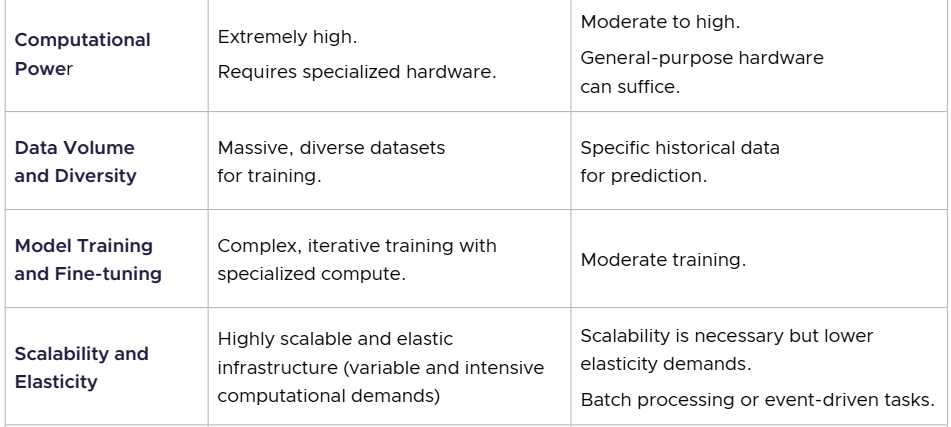 Computational
Power
Extremely high.
Requires specialized hardware.
Moderate to high.
General-purpose hardware
can suffice.
Data Volume
and Diversity
Massive, diverse datasets
for training.
Specific historical data
for prediction.
Model Training
and Fine-tuning
Complex, iterative training with
specialized compute.
Moderate training.
Scalability and
Elasticity
Highly scalable and elastic
infrastructure (variable and intensive
computational demands)
Scalability is necessary but lower
elasticity demands.
Batch processing or event-driven tasks.